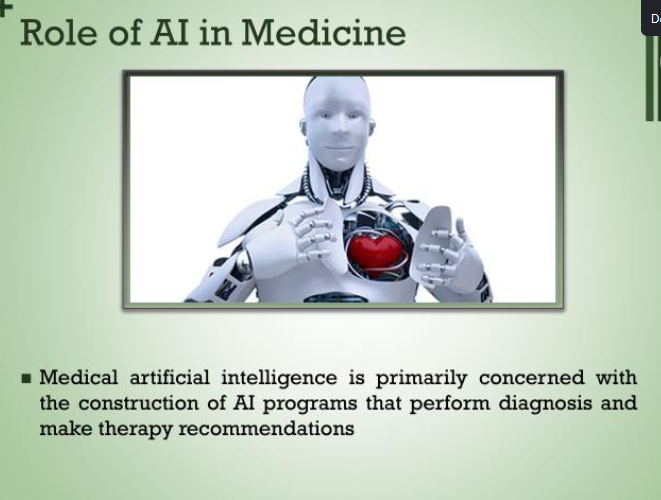 Role of AI in Medicine
■ Medical artificial intelligence is primarily concerned with
the construction of AI programs that perform diagnosis and
make therapy recommendations